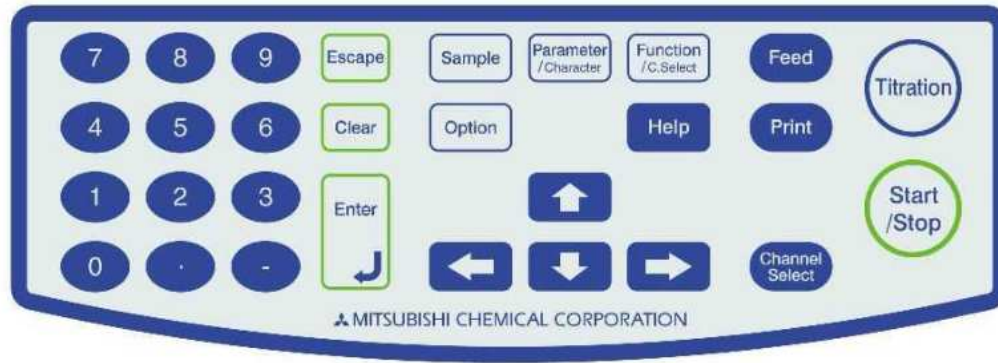 7 8 9 Escape Sample Parameter Function Feed
/Character /C.Select
Titration
4 5 6 Clear Option Help Print
1 2 3 Enter Start
/Stop
0 . - Channel
Select
MITSUBISHI CHEMICAL CORPORATION